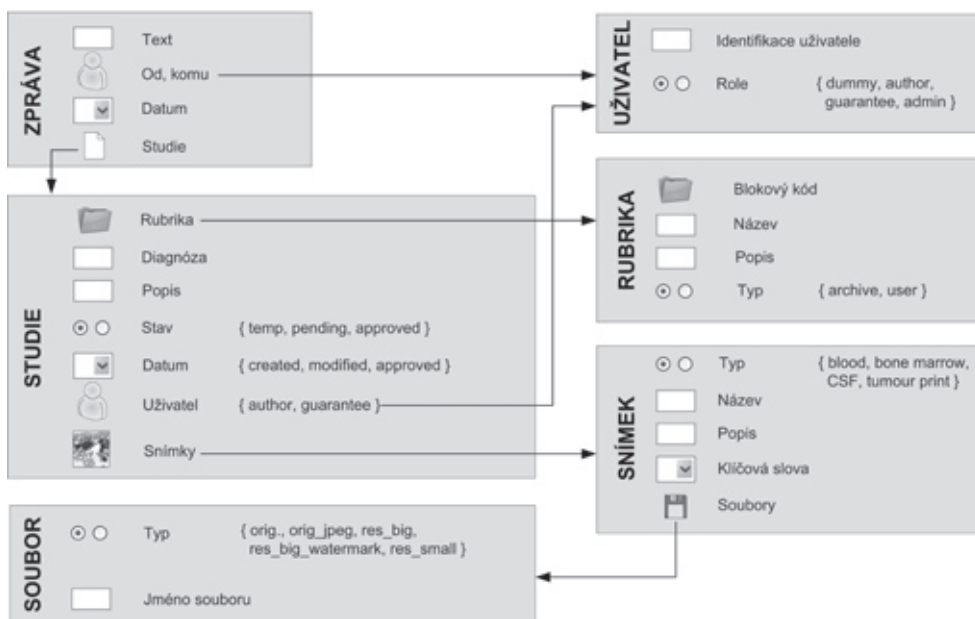 ZPRÁVA
Text
Od, komu
Datum
Studie
UŽIVATEL
Identifikace uživatele
Role { dummy, author,
guarantee, admin }
STUDIE
Rubrika
Diagnóza
Popis
Stav { temp, pending, approved }
Datum { created, modified, approved }
Uživatel { author, guarantee }
Snímky
RUBRIKA
Blokový kód
Název
Popis
Typ { archive, user }
SNÍMEK
Typ { blood, bone marrow,
CSF, tumour print }
Název
Popis
Klíčová slova
Soubory
SOUBOR
Typ { orig., orig_jpeg, res_big,
res_big_watermark, res_small }
Jméno souboru